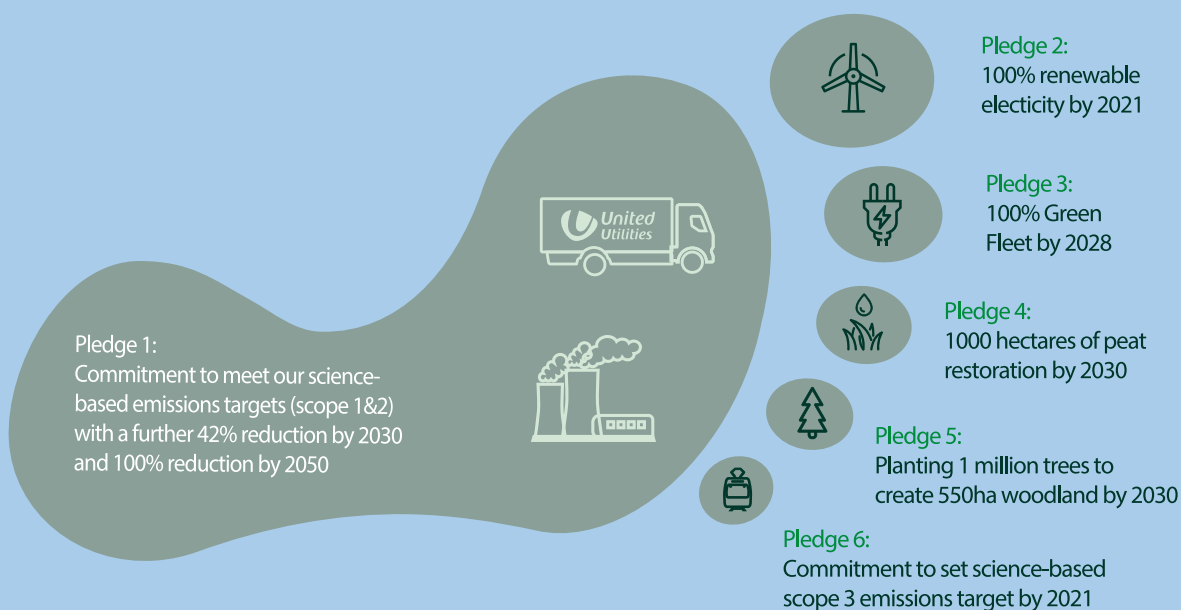 Pledge 1:
Commitment to meet our science-
based emissions targets (scope 1&2)
with a further 42% reduction by 2030
and 100% reduction by 2050
United
Utilities
Pledge 2:
100% renewable
electicity by 2021
Pledge 3:
100% Green
Fleet by 2028
Pledge 4:
1000 hectares of peat
restoration by 2030
Pledge 5:
Planting 1 million trees to
create 550ha woodland by 2030
Pledge 6:
Commitment to set science-based
scope 3 emissions target by 2021